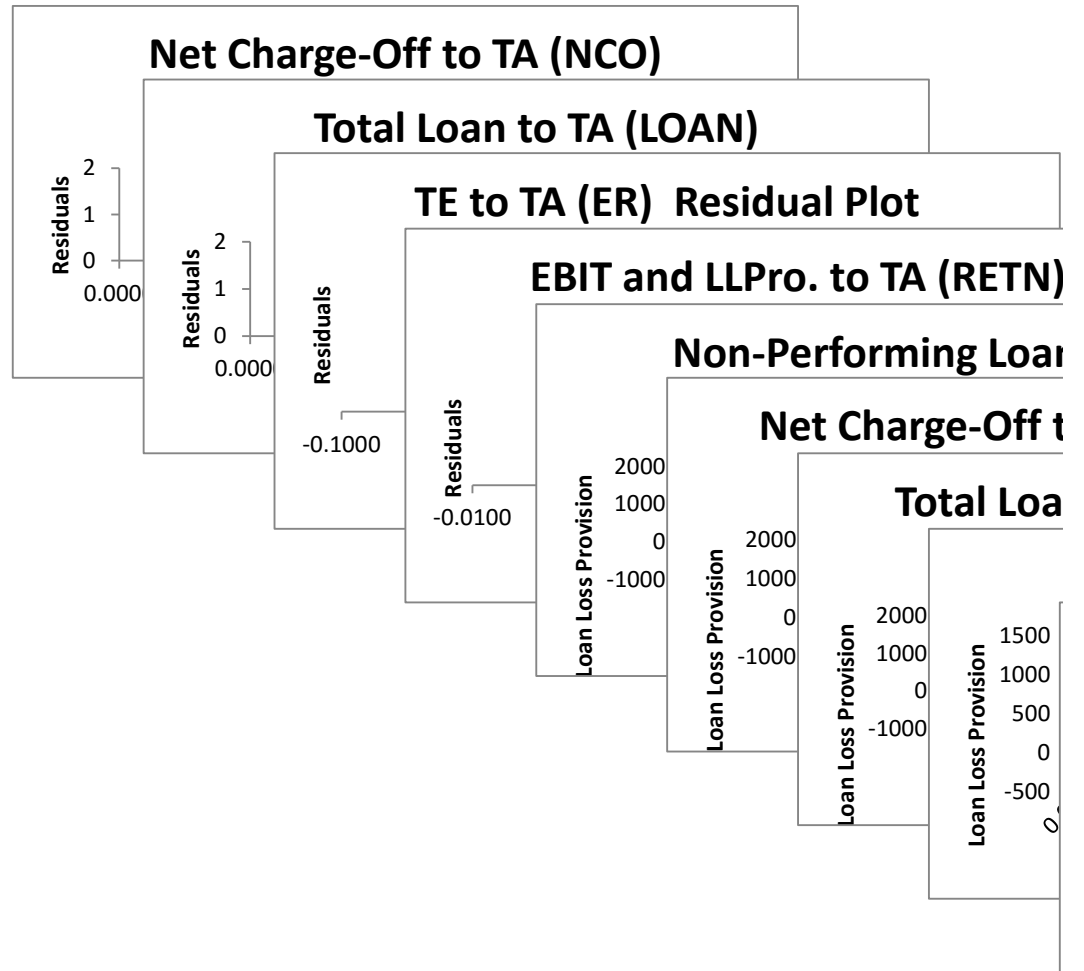 Net Charge-Off to TA (NCO)
Residuals
2
1
0
0.000
Total Loan to TA (LOAN)
Residuals
2
1
0
0.000
TE to TA (ER) Residual Plot
Residuals
-0.1000
EBIT and LLPro. to TA (RETN)
Residuals
-0.0100
Non-Performing Loan
Loan Loss Provision
2000
1000
0
-1000
Net Charge-Off t
Loan Loss Provision
2000
1000
0
-1000
Total Loa
Loan Loss Provision
2000
1000
0
-1000
Loan Loss Provision
1500
1000
500
0
-500
0